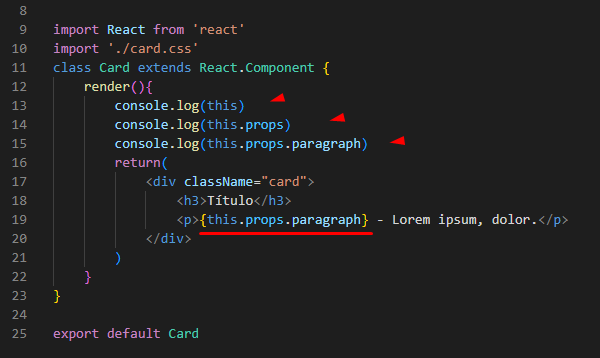 8
9 import React from 'react'
10 import './card.css'
11 class Card extends React.Component {
12 render(){
13 console.log(this)
14 console.log(this.props)
15 console.log(this.props.paragraph)
16 return(
17 <div className="card">
18 <h3>Título</h3>
19 <p>{this.props.paragraph} - Lorem ipsum, dolor.</p>
20 </div>
21 )
22 }
23 }
24
25 export default Card